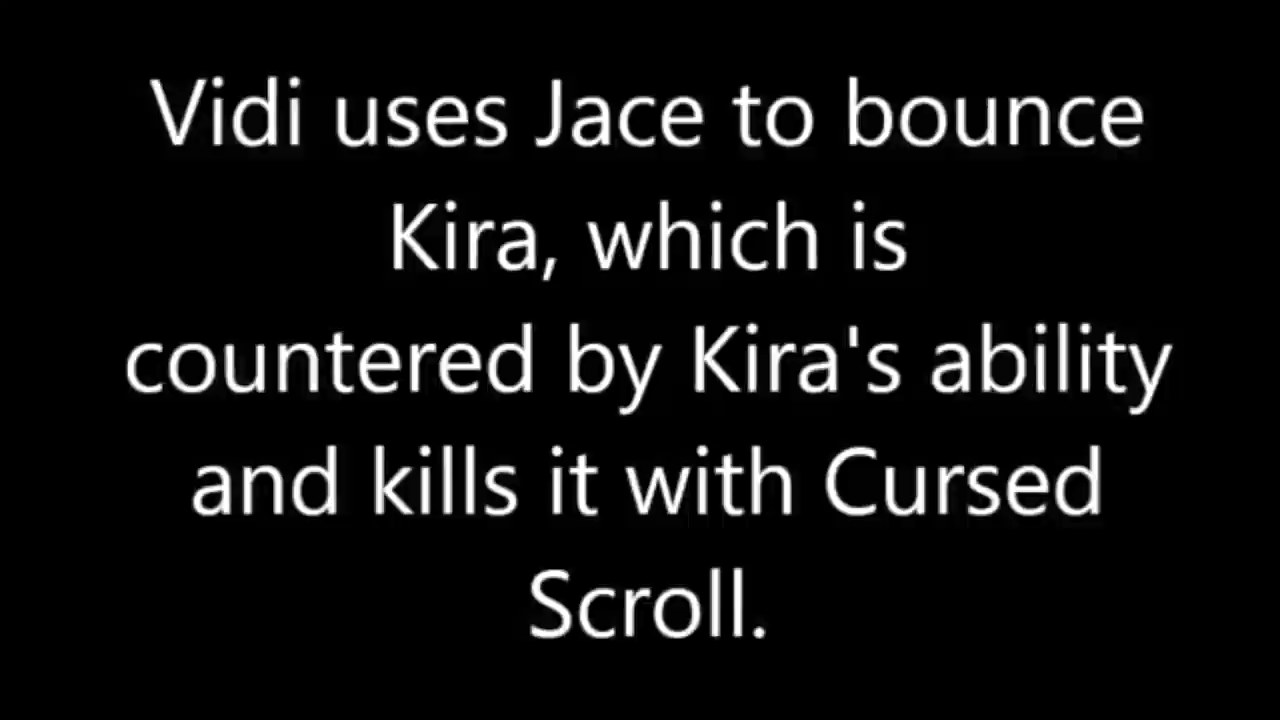 Vidi uses Jace to bounce
Kira, which is
countered by Kira's ability
and kills it with Cursed
Scroll.